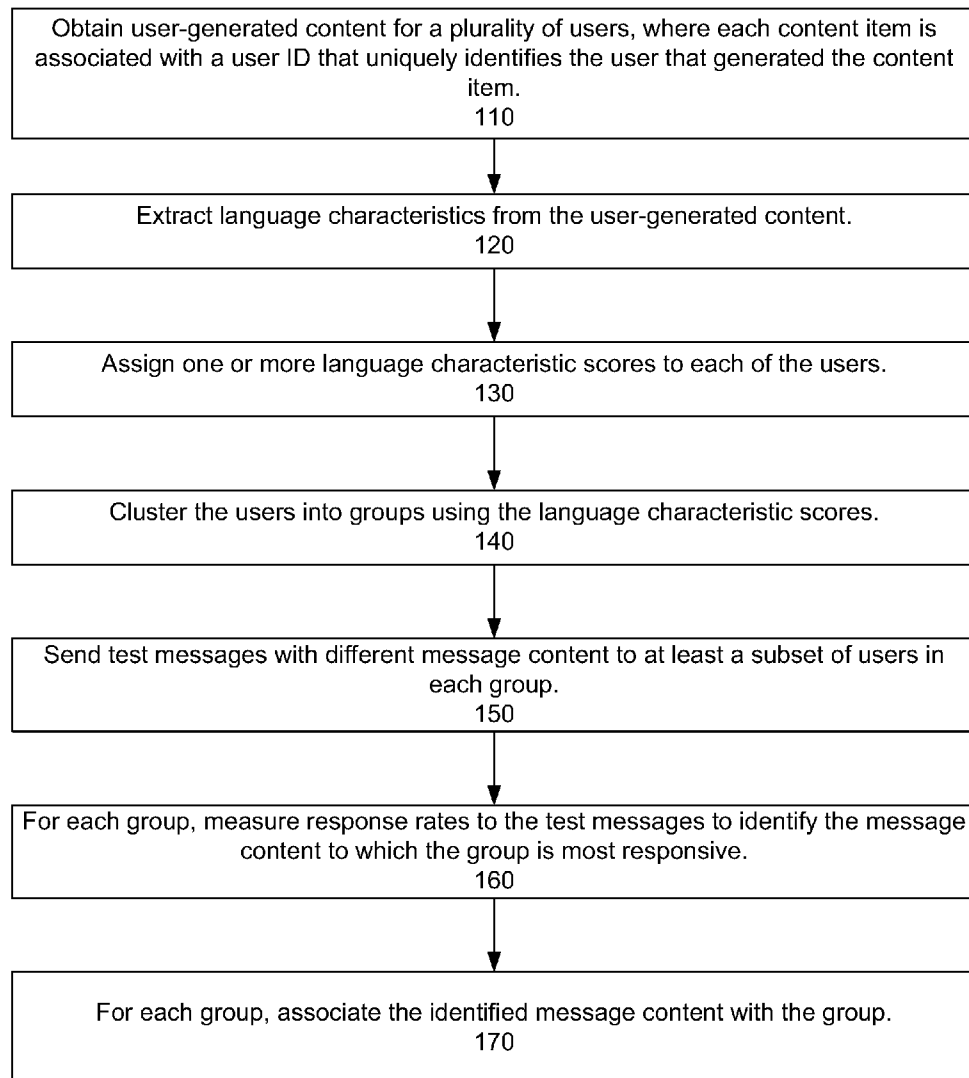 Obtain user-generated content for a plurality of users, where each content item is
associated with a user ID that uniquely identifies the user that generated the content
item.
110
Extract language characteristics from the user-generated content.
120
Assign one or more language characteristic scores to each of the users.
130
Cluster the users into groups using the language characteristic scores.
140
Send test messages with different message content to at least a subset of users in
each group.
150
For each group, measure response rates to the test messages to identify the message
content to which the group is most responsive.
160
For each group, associate the identified message content with the group.
170